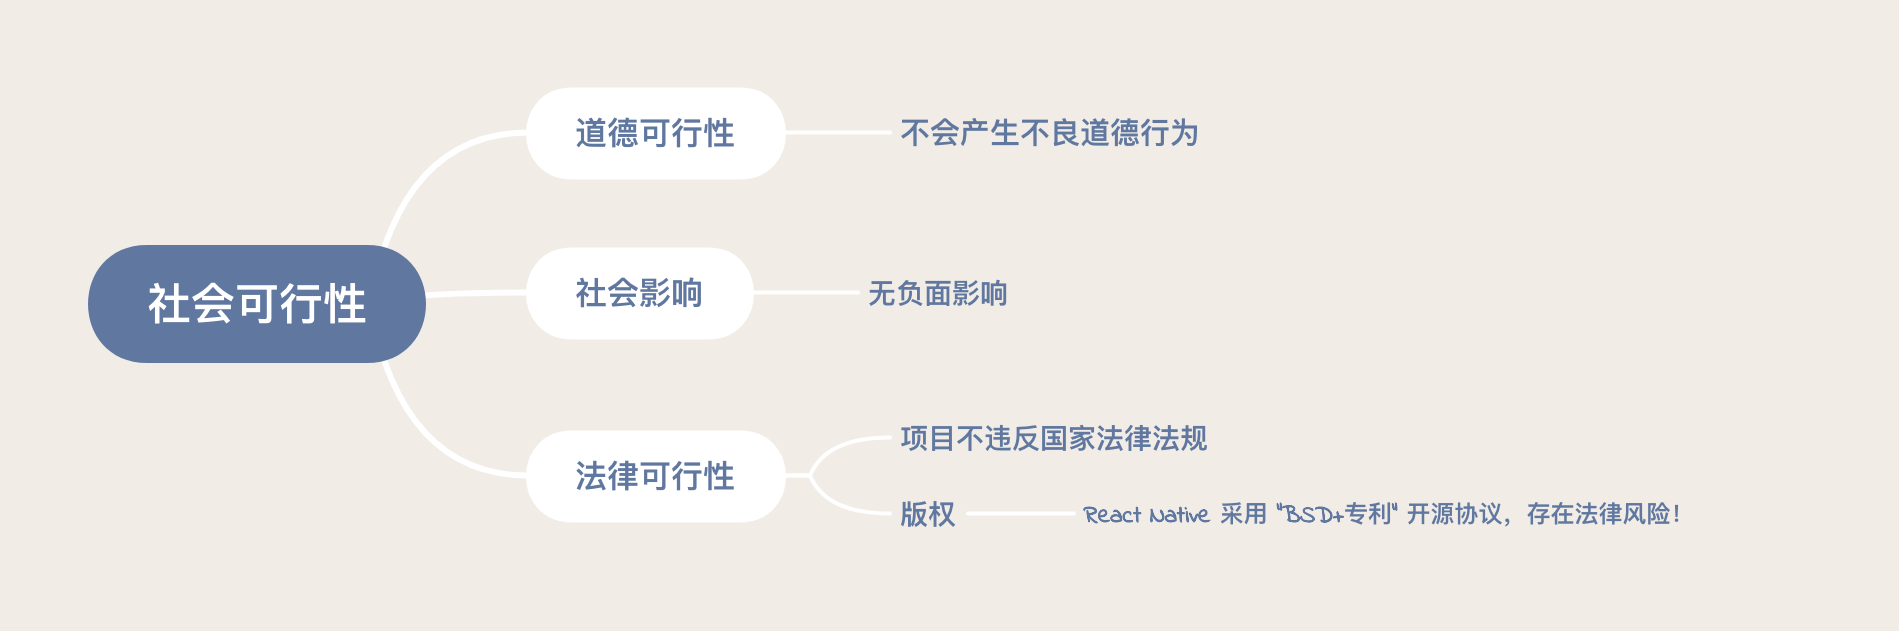 社会可行性
道德可行性
不会产生不良道德行为
社会影响
无负面影响
法律可行性
项目不违反国家法律法规
版权
React Native 采用 "BSD+专利" 开源协议，存在法律风险！